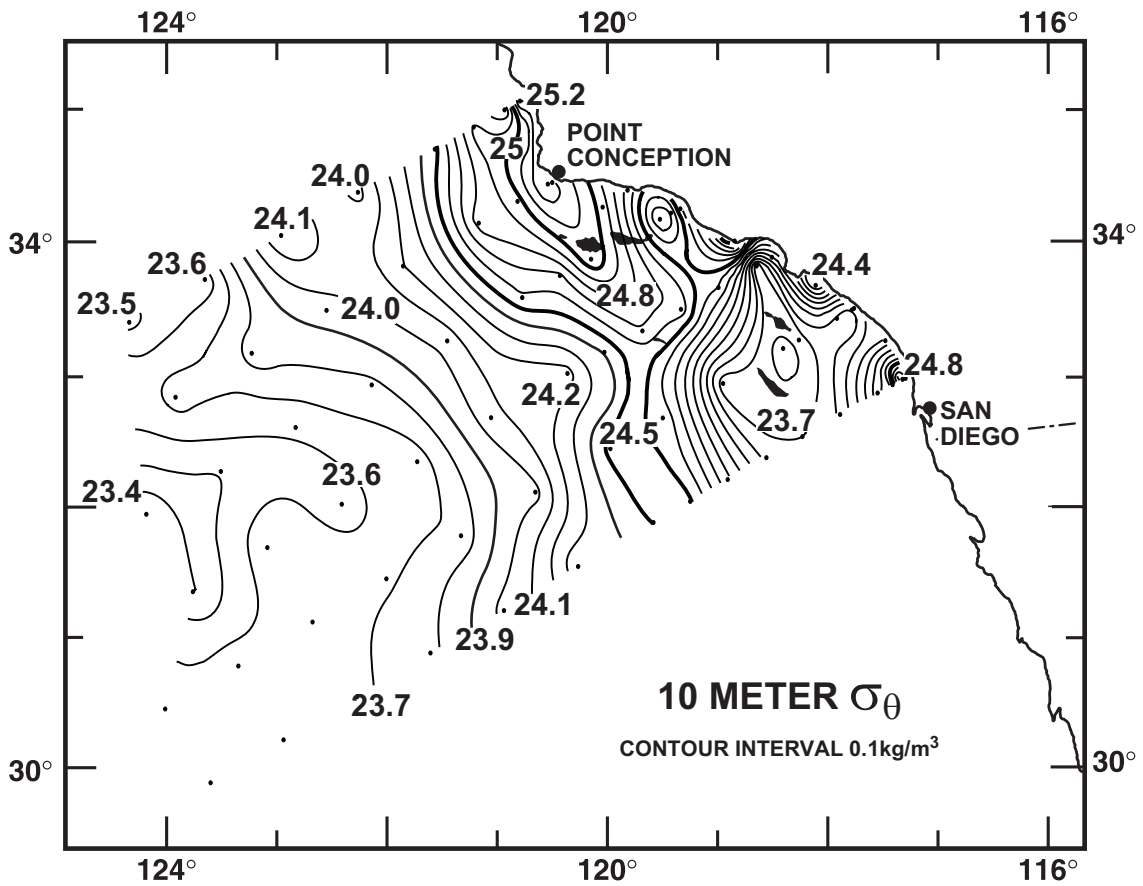 124° 120° 116°
25.2
POINT
CONCEPTION
25
24.0
24.1
34° 34°
23.6
24.4
23.5
24.8
24.0
24.8
24.2
SAN
DIEGO
23.7
24.5
23.6
23.4
24.1
23.9
10 METER σθ
23.7
CONTOUR INTERVAL 0.1kg/m³
30° 30°
124° 120° 116°